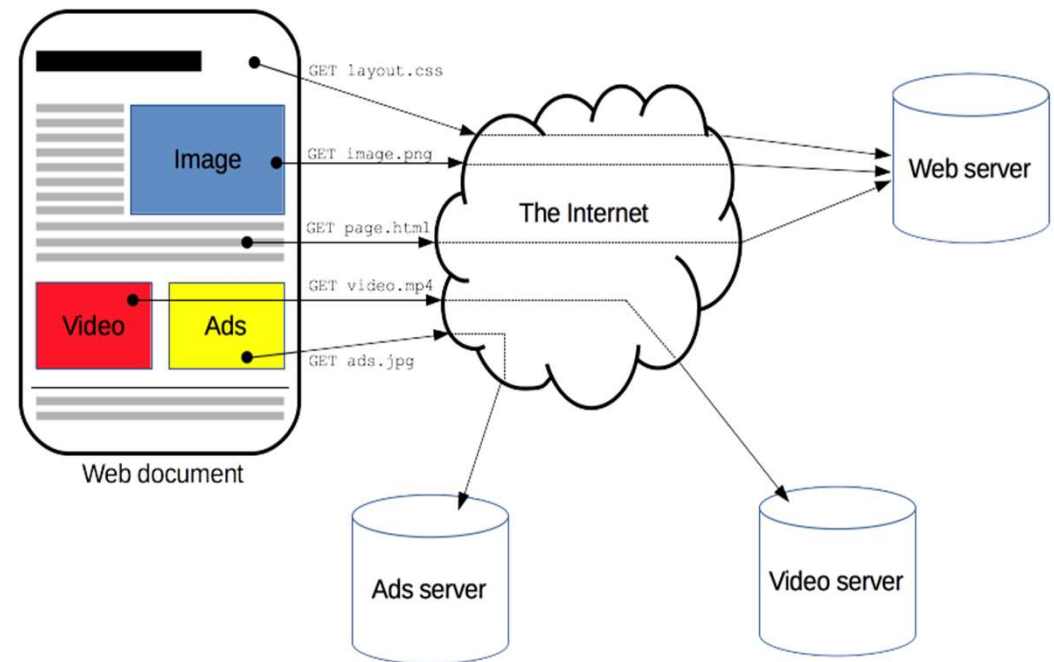 GET layout.css
Image
GET image.png
Web server
The Internet
GET page.html
GET video.mp4
Video
Ads
GET ads.jpg
Web document
Ads server
Video server